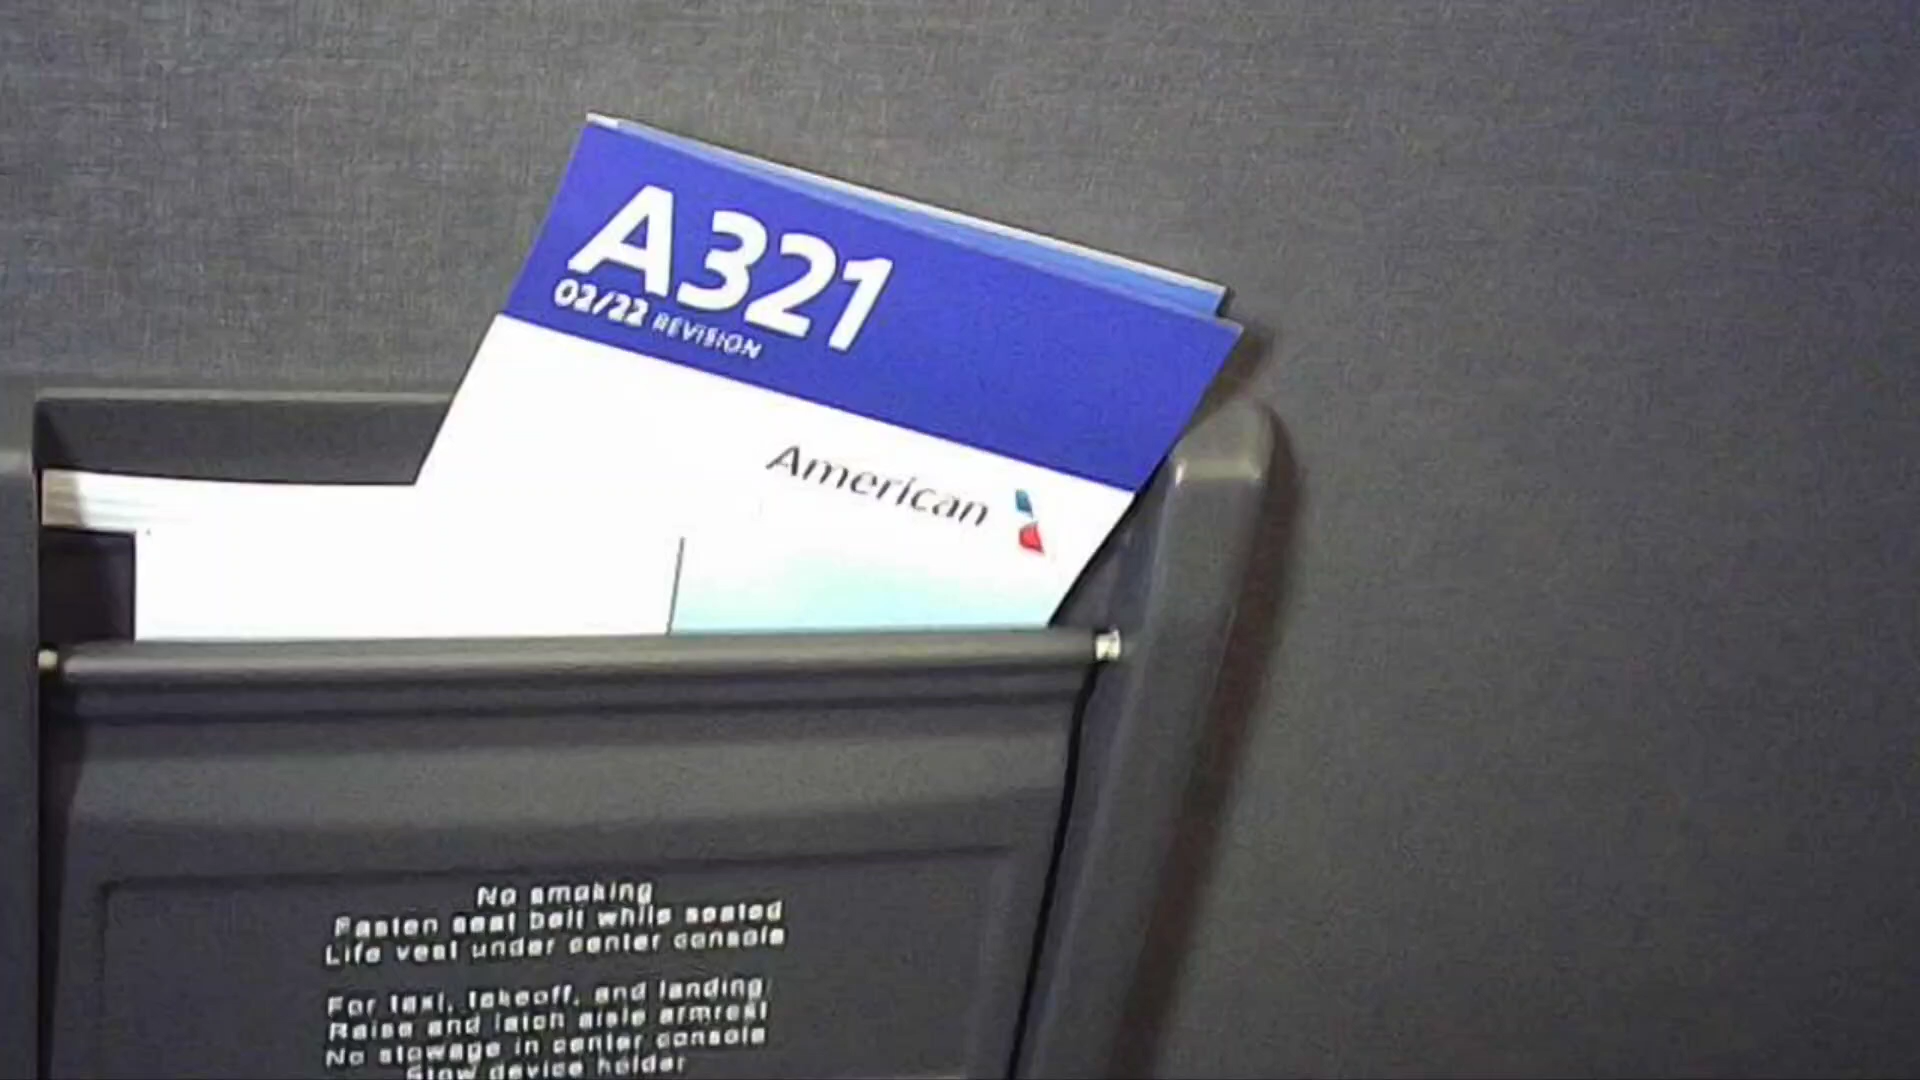 A321
02/22 REVISION
American
No smoking
Fasten seat belt while seated
Life vest under center console
For taxi, takeoff, and landing:
Raise and latch aisle armrest
No stowage in center console
Stow device holder